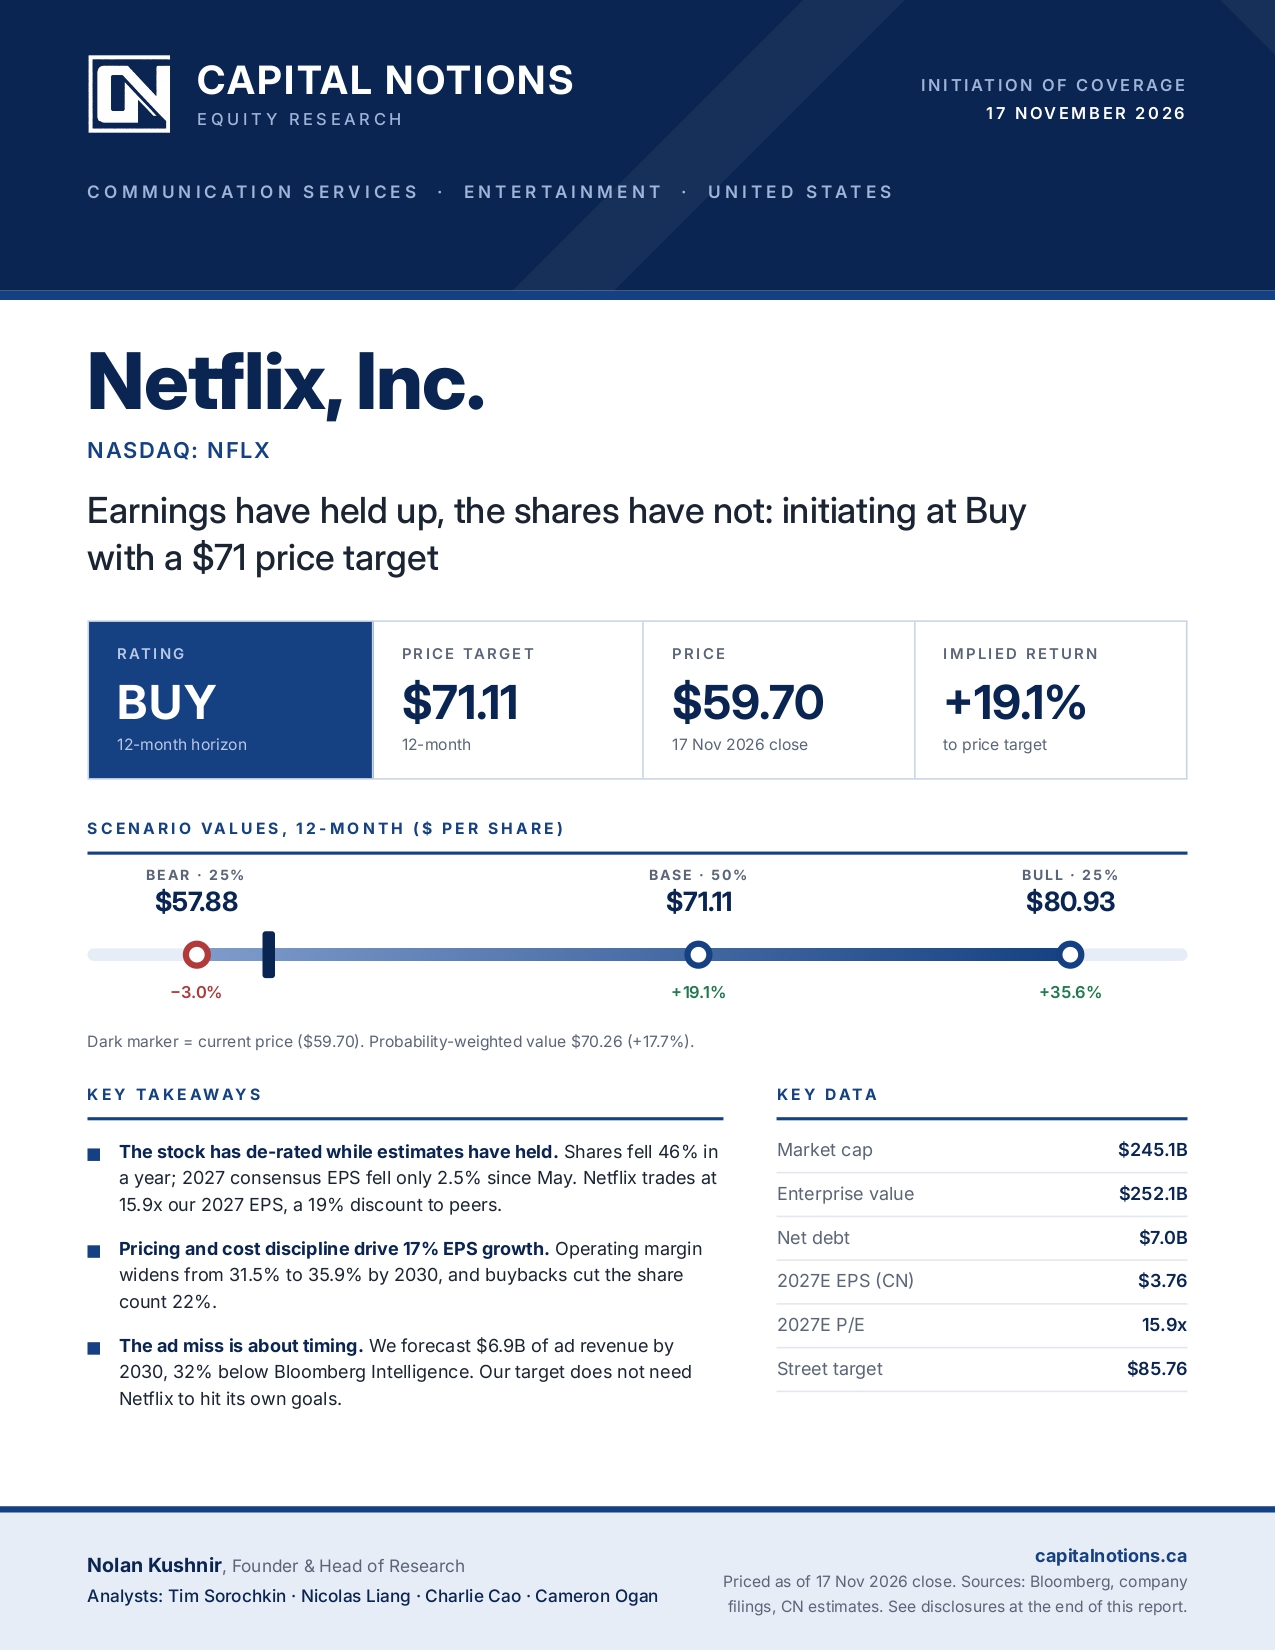 CN
CAPITAL NOTIONS
EQUITY RESEARCH
INITIATION OF COVERAGE
17 NOVEMBER 2026
COMMUNICATION SERVICES · ENTERTAINMENT · UNITED STATES
Netflix, Inc.
NASDAQ: NFLX
Earnings have held up, the shares have not: initiating at Buy
with a $71 price target
RATING
BUY
12-month horizon
PRICE TARGET
$71.11
12-month
PRICE
$59.70
17 Nov 2026 close
IMPLIED RETURN
+19.1%
to price target
SCENARIO VALUES, 12-MONTH ($ PER SHARE)
BEAR · 25%
$57.88
−3.0%
BASE · 50%
$71.11
+19.1%
BULL · 25%
$80.93
+35.6%
Dark marker = current price ($59.70). Probability-weighted value $70.26 (+17.7%).
KEY TAKEAWAYS
The stock has de-rated while estimates have held. Shares fell 46% in
a year; 2027 consensus EPS fell only 2.5% since May. Netflix trades at
15.9x our 2027 EPS, a 19% discount to peers.
Pricing and cost discipline drive 17% EPS growth. Operating margin
widens from 31.5% to 35.9% by 2030, and buybacks cut the share
count 22%.
The ad miss is about timing. We forecast $6.9B of ad revenue by
2030, 32% below Bloomberg Intelligence. Our target does not need
Netflix to hit its own goals.
KEY DATA
Market cap $245.1B
Enterprise value $252.1B
Net debt $7.0B
2027E EPS (CN) $3.76
2027E P/E 15.9x
Street target $85.76
Nolan Kushnir, Founder & Head of Research
Analysts: Tim Sorochkin · Nicolas Liang · Charlie Cao · Cameron Ogan
capitalnotions.ca
Priced as of 17 Nov 2026 close. Sources: Bloomberg, company
filings, CN estimates. See disclosures at the end of this report.